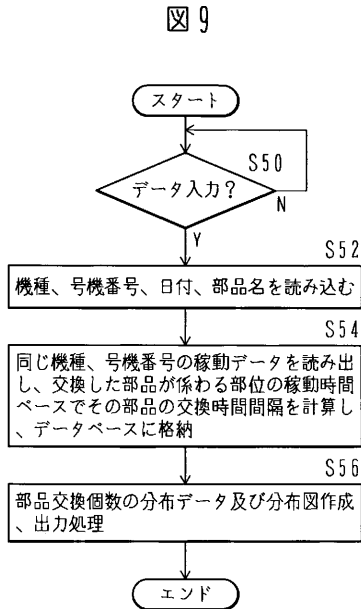 図9
スタート
S50
データ入力?
N
Y
S52
機種、号機番号、日付、部品名を読み込む
S54
同じ機種、号機番号の稼動データを読み出
し、交換した部品が係わる部位の稼動時間
ベースでその部品の交換時間間隔を計算し
、データベースに格納
S56
部品交換個数の分布データ及び分布図作成
、出力処理
エンド